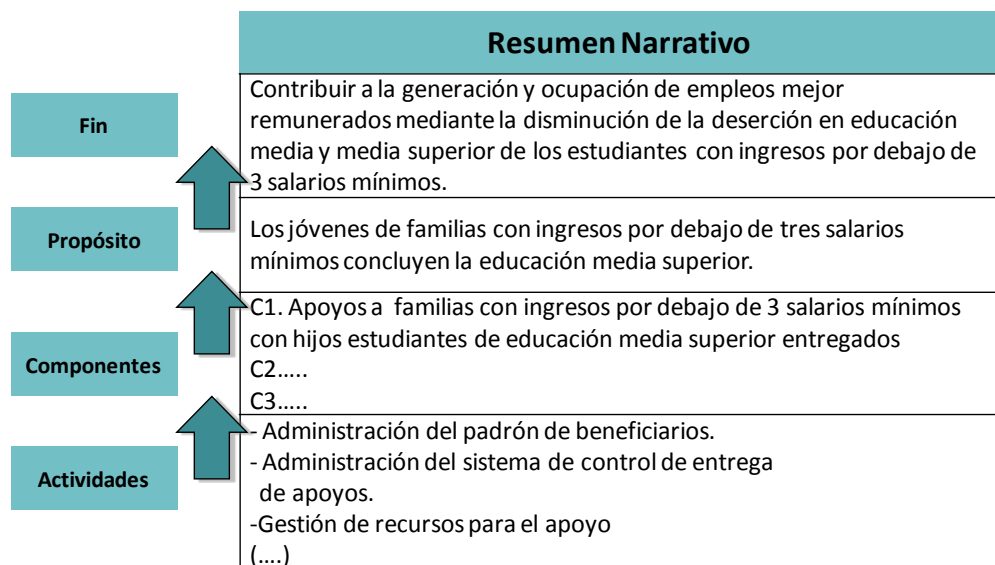 Resumen Narrativo
Fin
Contribuir a la generación y ocupación de empleos mejor
remunerados mediante la disminución de la deserción en educación
media y media superior de los estudiantes con ingresos por debajo de
3 salarios mínimos.
Propósito
Los jóvenes de familias con ingresos por debajo de tres salarios
mínimos concluyen la educación media superior.
Componentes
C1. Apoyos a familias con ingresos por debajo de 3 salarios mínimos
con hijos estudiantes de educación media superior entregados
C2.....
C3.....
Actividades
- Administración del padrón de beneficiarios.
- Administración del sistema de control de entrega
de apoyos.
-Gestión de recursos para el apoyo
(....)